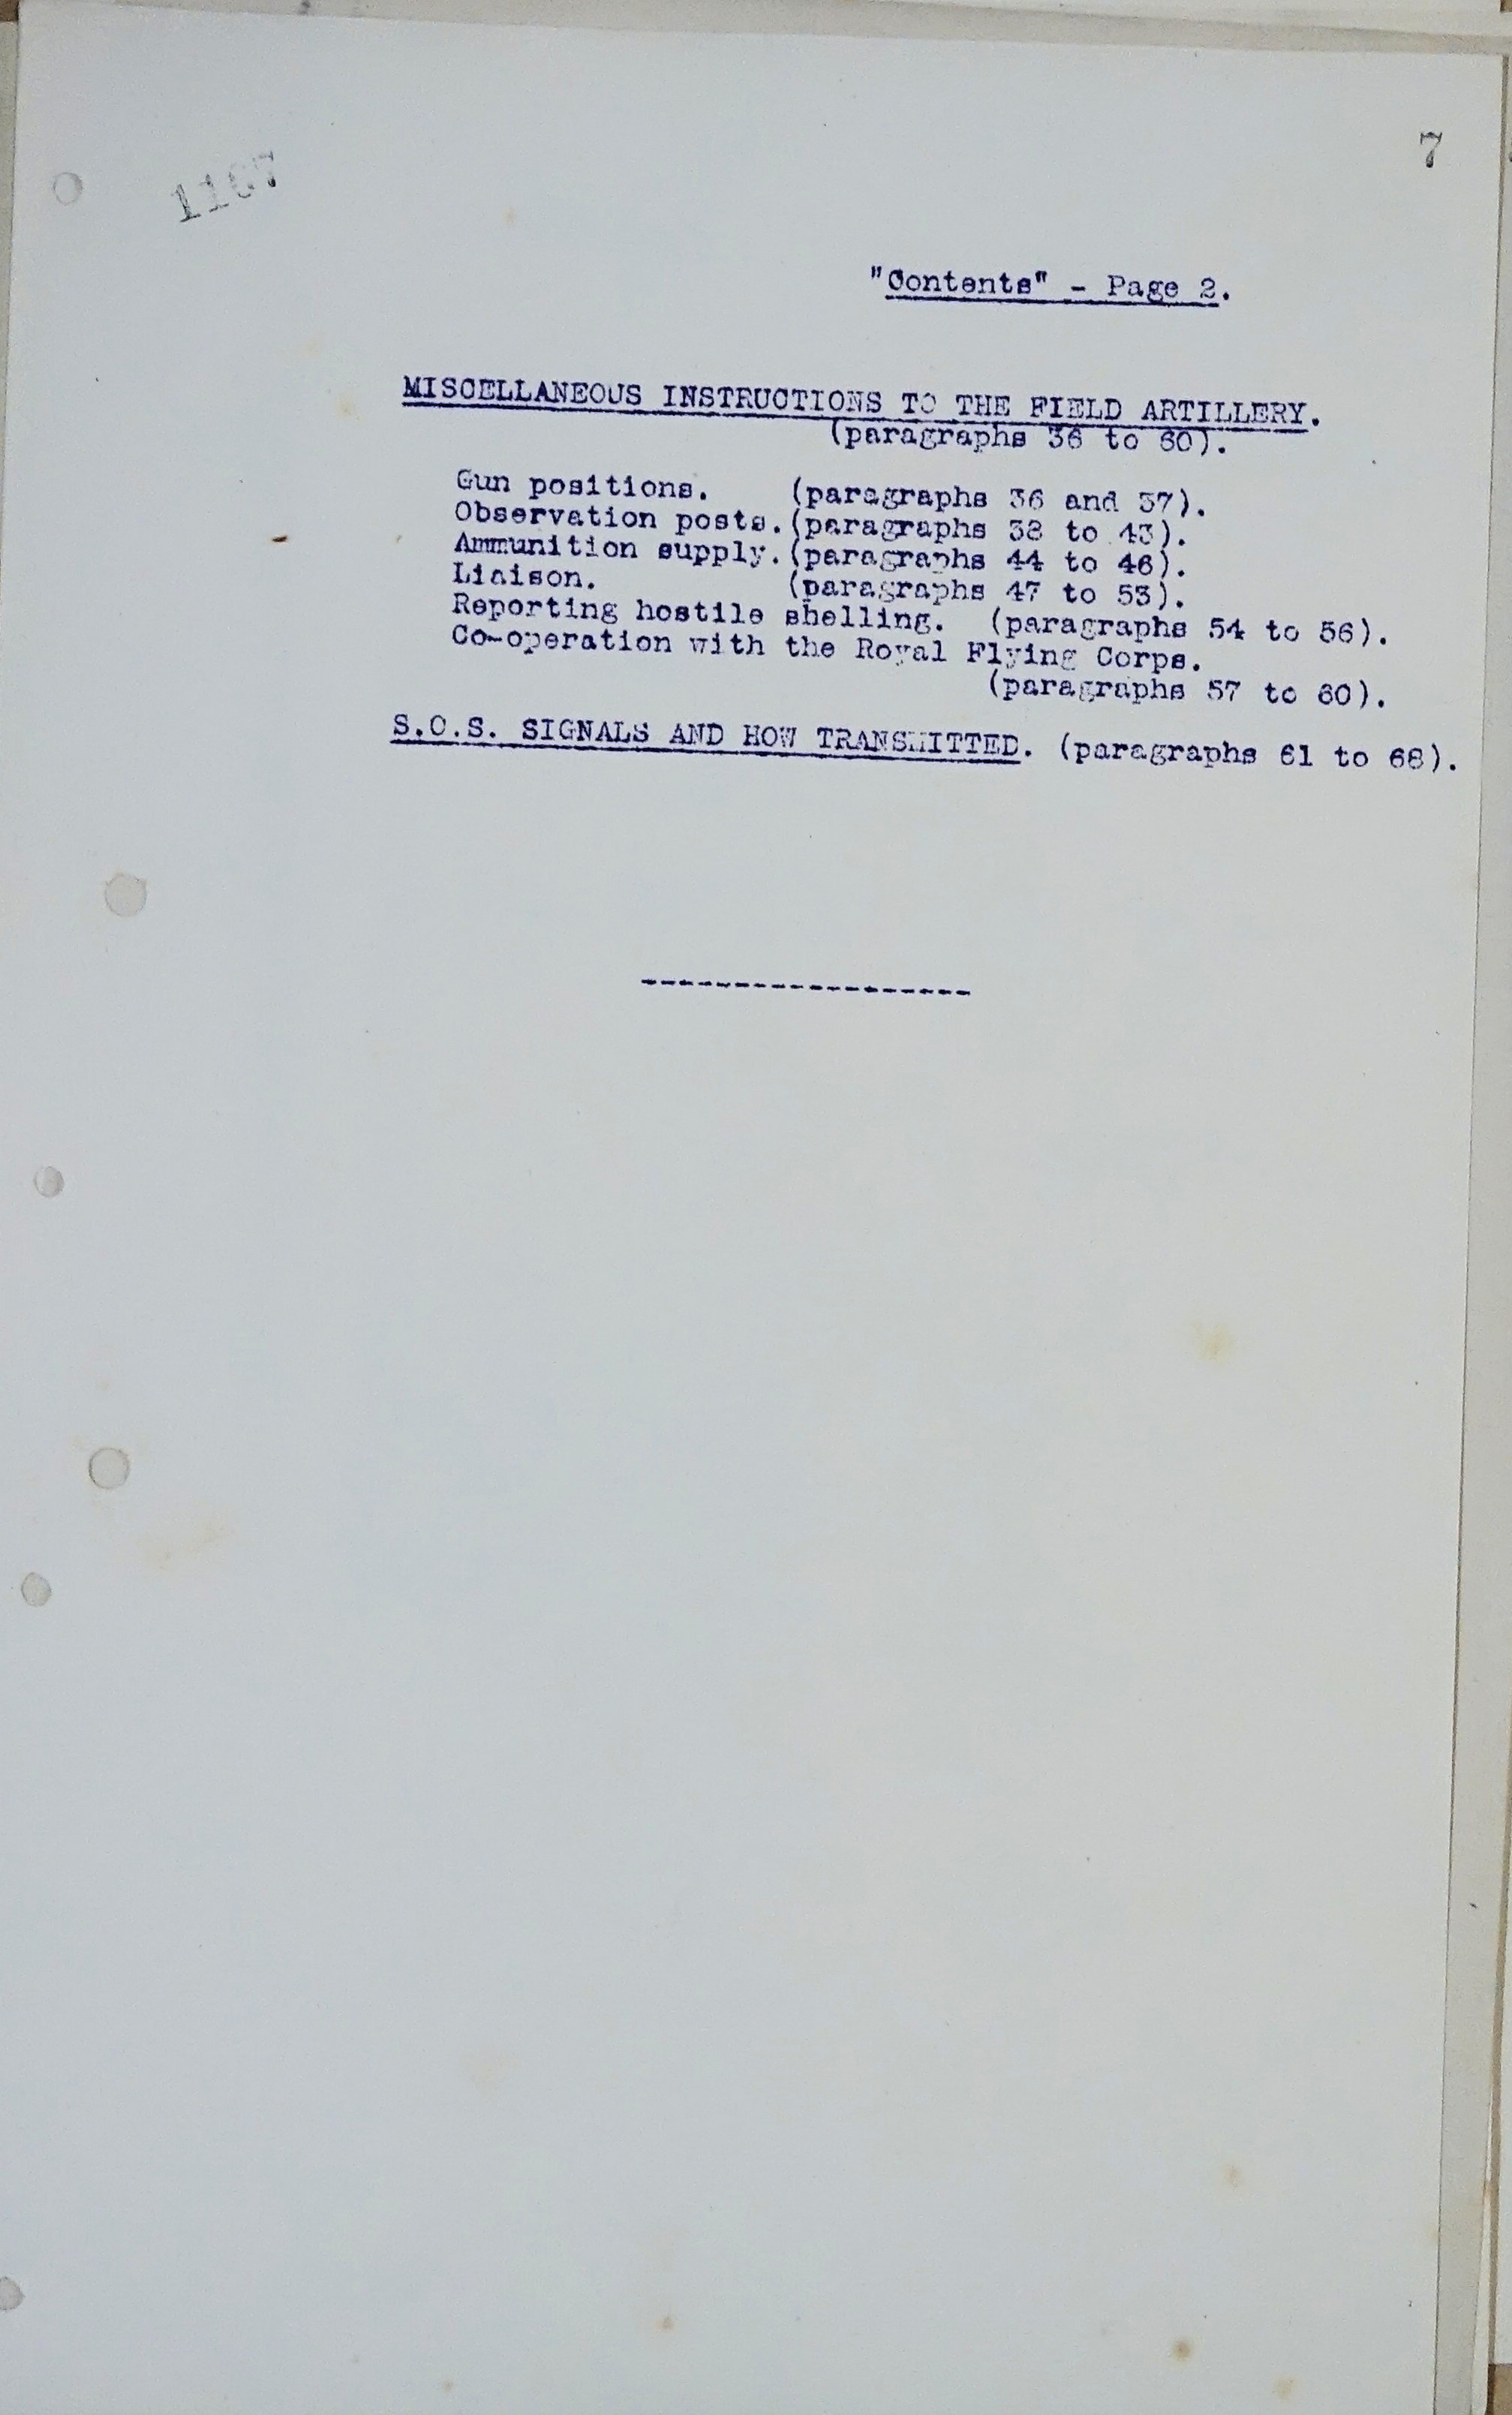 7
1167
"Contents" - Page 2.
MISCELLANEOUS INSTRUCTIONS TO THE FIELD ARTILLERY.
(paragraphs 36 to 60).
Gun positions. (paragraphs 36 and 37).
Observation posts. (paragraphs 38 to 43).
Ammunition supply. (paragraphs 44 to 46).
Liaison. (paragraphs 47 to 53).
Reporting hostile shelling. (paragraphs 54 to 56).
Co-operation with the Royal Flying Corps.
(paragraphs 57 to 60).
S.O.S. SIGNALS AND HOW TRANSMITTED. (paragraphs 61 to 68).
-------------------